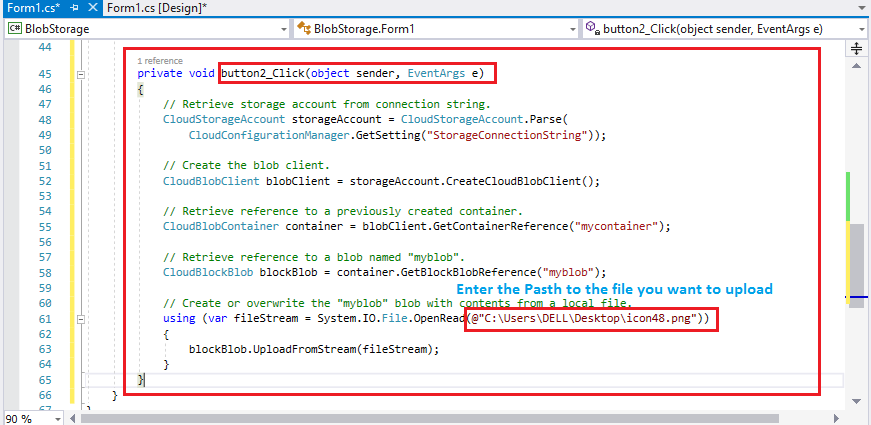 Form1.cs* Form1.cs [Design]*
C# BlobStorage BlobStorage.Form1 button2_Click(object sender, EventArgs e)
44
1 reference
45 private void button2_Click(object sender, EventArgs e)
46 {
47 // Retrieve storage account from connection string.
48 CloudStorageAccount storageAccount = CloudStorageAccount.Parse(
49 CloudConfigurationManager.GetSetting("StorageConnectionString"));
50
51 // Create the blob client.
52 CloudBlobClient blobClient = storageAccount.CreateCloudBlobClient();
53
54 // Retrieve reference to a previously created container.
55 CloudBlobContainer container = blobClient.GetContainerReference("mycontainer");
56
57 // Retrieve reference to a blob named "myblob".
58 CloudBlockBlob blockBlob = container.GetBlockBlobReference("myblob");
59 Enter the Pasth to the file you want to upload
60 // Create or overwrite the "myblob" blob with contents from a local file.
61 using (var fileStream = System.IO.File.OpenRead(@"C:\Users\DELL\Desktop\icon48.png"))
62 {
63 blockBlob.UploadFromStream(fileStream);
64 }
65 }
66 }
67 }
90 %